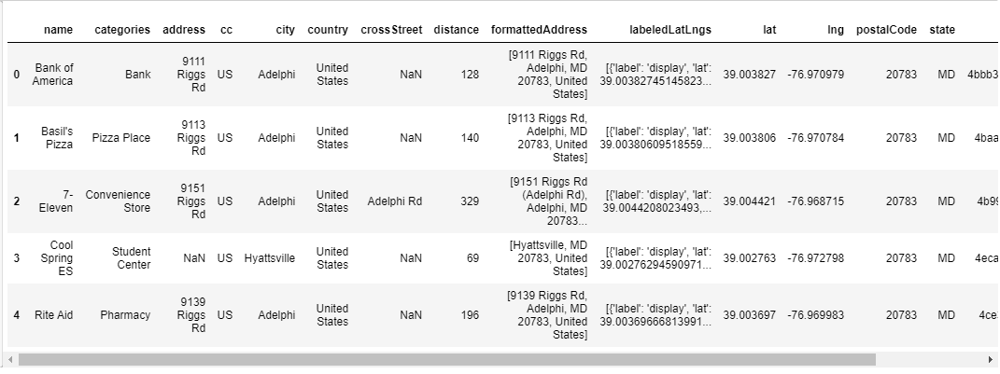 name categories address cc city country crossStreet distance formattedAddress labeledLatLngs lat lng postalCode state
0 Bank of America Bank 9111 Riggs Rd US Adelphi United States NaN 128 [9111 Riggs Rd, Adelphi, MD 20783, United States] [{'label': 'display', 'lat': 39.00382745145823... 39.003827 -76.970979 20783 MD 4bbb3
1 Basil's Pizza Pizza Place 9113 Riggs Rd US Adelphi United States NaN 140 [9113 Riggs Rd, Adelphi, MD 20783, United States] [{'label': 'display', 'lat': 39.00380609518559... 39.003806 -76.970784 20783 MD 4baa
2 7-Eleven Convenience Store 9151 Riggs Rd US Adelphi United States Adelphi Rd 329 [9151 Riggs Rd (Adelphi Rd), Adelphi, MD 20783... [{'label': 'display', 'lat': 39.0044208023493,... 39.004421 -76.968715 20783 MD 4b99
3 Cool Spring ES Student Center NaN US Hyattsville United States NaN 69 [Hyattsville, MD 20783, United States] [{'label': 'display', 'lat': 39.00276294590971... 39.002763 -76.972798 20783 MD 4eca
4 Rite Aid Pharmacy 9139 Riggs Rd US Adelphi United States NaN 196 [9139 Riggs Rd, Adelphi, MD 20783, United States] [{'label': 'display', 'lat': 39.00369666813991... 39.003697 -76.969983 20783 MD 4ce